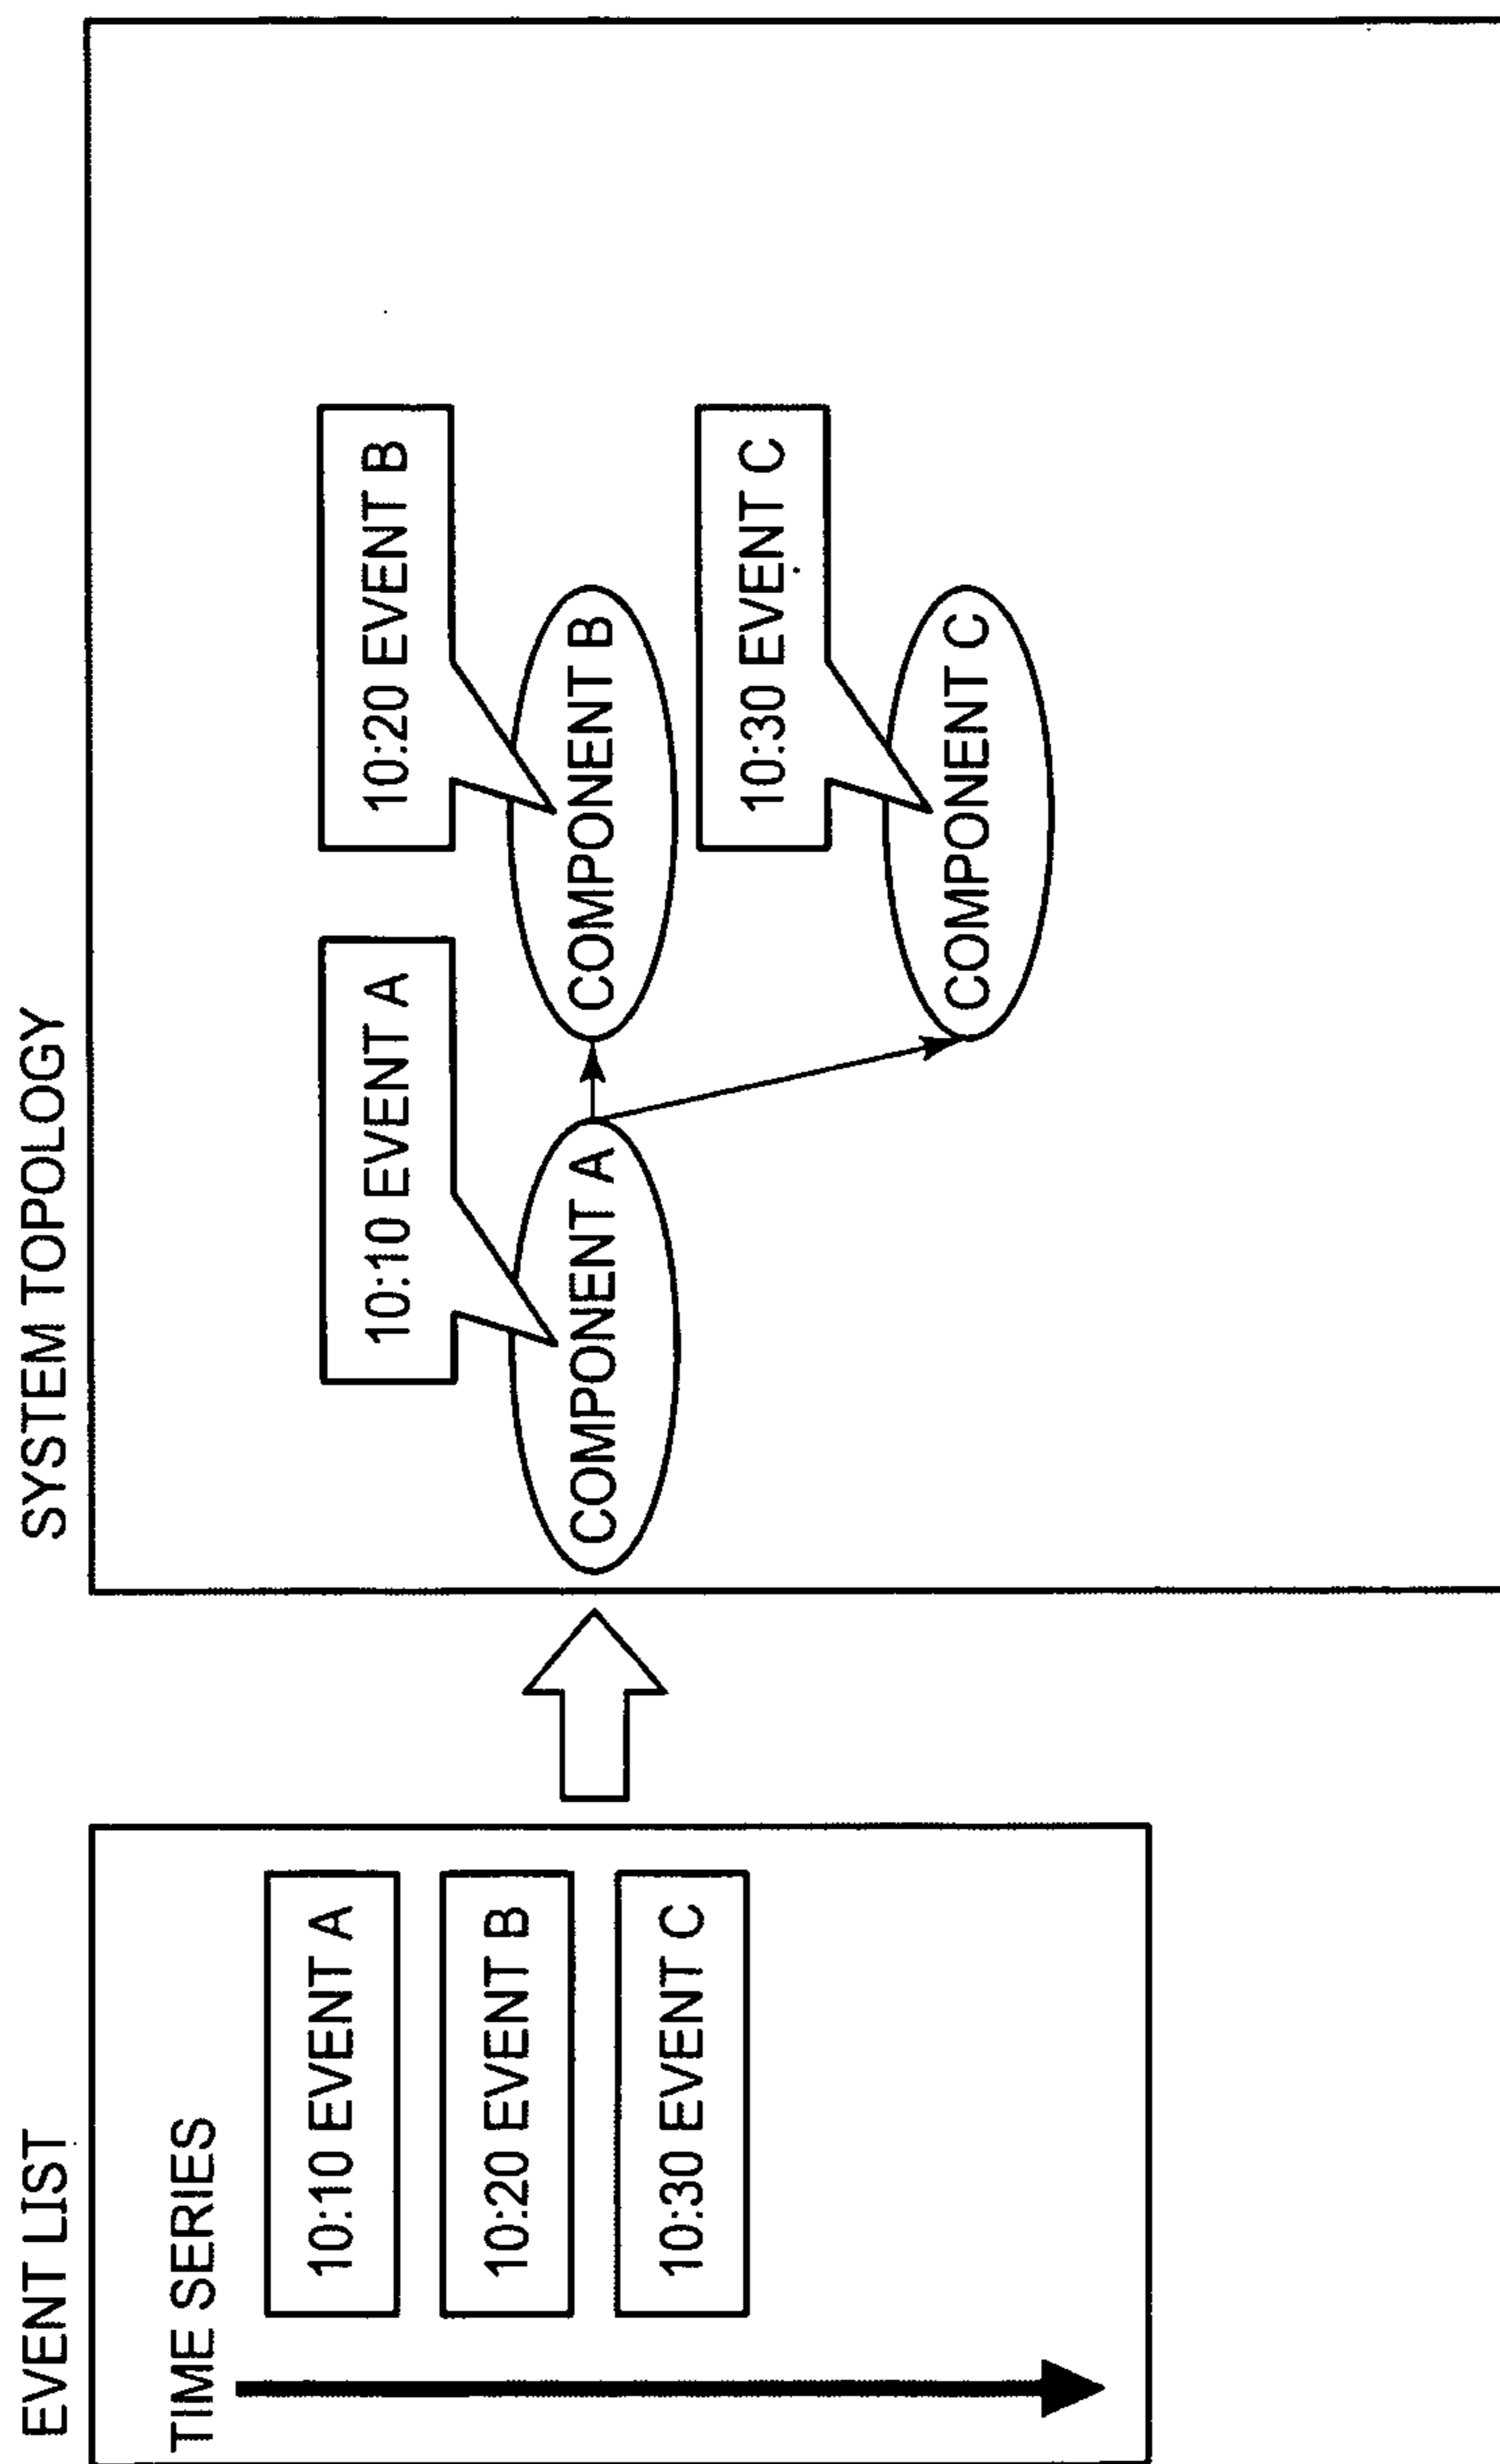 EVENT LIST
TIME SERIES
10:10 EVENT A
10:20 EVENT B
10:30 EVENT C
SYSTEM TOPOLOGY
10:10 EVENT A
10:20 EVENT B
COMPONENT A
COMPONENT B
10:30 EVENT C
COMPONENT C